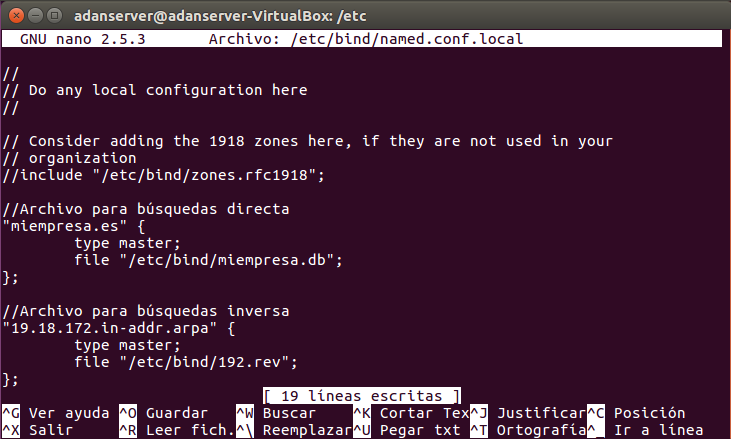 adanserver@adanserver-VirtualBox: /etc
GNU nano 2.5.3 Archivo: /etc/bind/named.conf.local
//
// Do any local configuration here
//
// Consider adding the 1918 zones here, if they are not used in your
// organization
//include "/etc/bind/zones.rfc1918";
//Archivo para búsquedas directa
"miempresa.es" {
type master;
file "/etc/bind/miempresa.db";
};
//Archivo para búsquedas inversa
"19.18.172.in-addr.arpa" {
type master;
file "/etc/bind/192.rev";
};
[ 19 líneas escritas ]
^G Ver ayuda ^O Guardar ^W Buscar ^K Cortar Tex^J Justificar^C Posición
^X Salir ^R Leer fich.^\ Reemplazar^U Pegar txt ^T Ortografía^_ Ir a línea